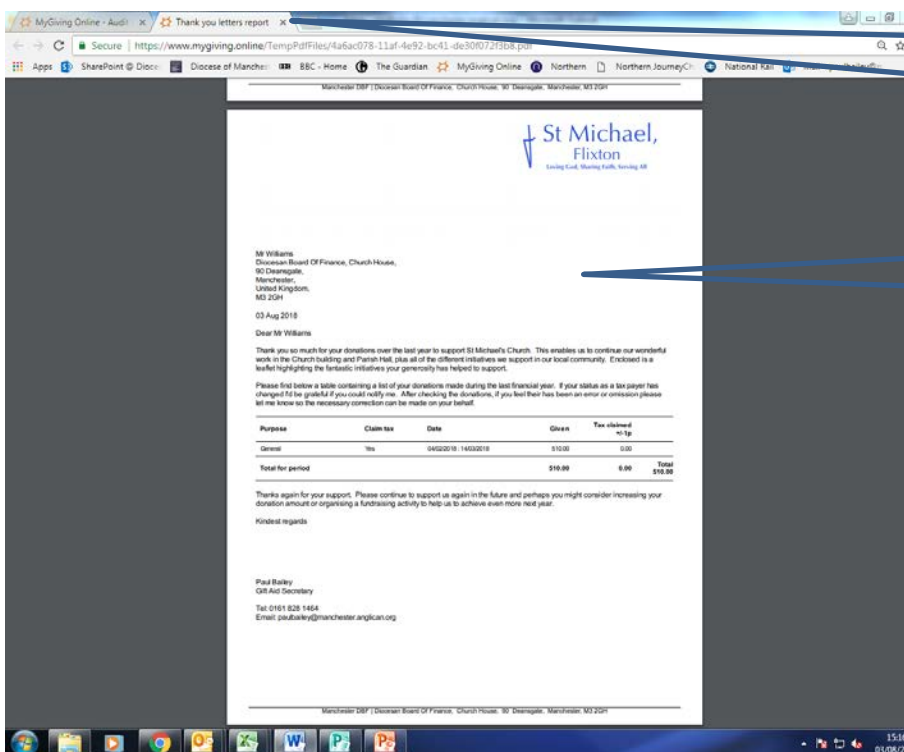 MyGiving Online - Audit
Thank you letters report
Secure | https://www.mygiving.online/TempPdfFiles/4a6ac078-11af-4e92-bc41-de30f072f3b8.pdf
Apps SharePoint @ Dioce Diocese of Manche BBC - Home The Guardian MyGiving Online Northern Northern JourneyCh National Rail
Manchester DBF | Diocesan Board Of Finance, Church House, 90 Deansgate, Manchester, M3 2GH
St Michael,
Flixton
Loving God, Sharing Faith, Serving All
Mr Williams
Diocesan Board Of Finance, Church House,
90 Deansgate,
Manchester,
United Kingdom,
M3 2GH
03 Aug 2018
Dear Mr Williams
Thank you so much for your donations over the last year to support St Michael's Church. This enables us to continue our wonderful
work in the Church building and Parish Hall, plus all of the different initiatives we support in our local community. Enclosed is a
leaflet highlighting the fantastic initiatives your generosity has helped to support.
Please find below a table containing a list of your donations made during the last financial year. If your status as a tax payer has
changed I'd be grateful if you could notify me. After checking the donations, if you feel their has been an error or omission please
let me know so the necessary correction can be made on your behalf.
Purpose Claim tax Date Given Tax claimed +/-1p
General Yes 04/02/2018 : 14/03/2018 510.00 0.00
Total for period 510.00 0.00 Total 510.00
Thanks again for your support. Please continue to support us again in the future and perhaps you might consider increasing your
donation amount or organising a fundraising activity to help us to achieve even more next year.
Kindest regards
Paul Bailey
Gift Aid Secretary
Tel: 0161 828 1464
Email: paulbailey@manchester.anglican.org
Manchester DBF | Diocesan Board Of Finance, Church House, 90 Deansgate, Manchester, M3 2GH